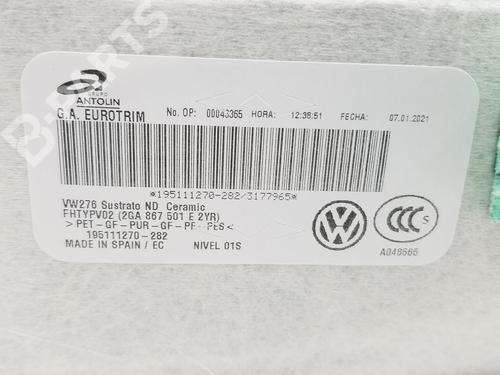 GRUPO
ANTOLIN
G.A. EUROTRIM
No. OP: 00043365 HORA: 12:38:51 FECHA: 07.01.2021
*195111270-282/3177965*
VW276 Sustrato ND Ceramic
FHTYPV02 (2GA 867 501 E 2YR)
>PET-GF-PUR-GF-PF-PES<
195111270-282
MADE IN SPAIN / EC NIVEL 01S
A048665
B-PARTS